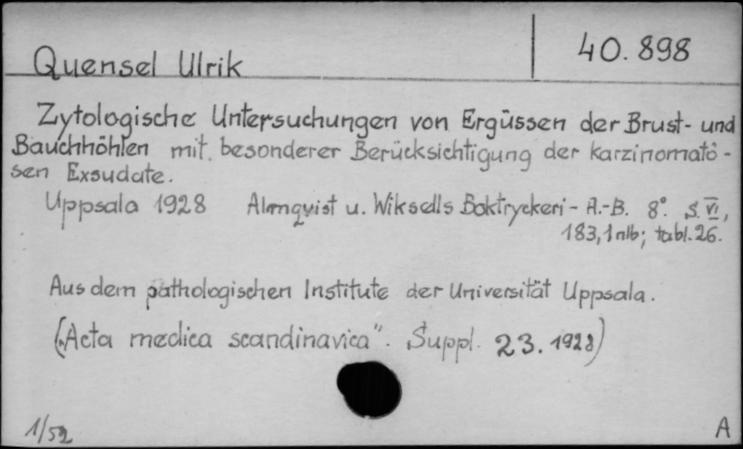 40.898
Quensel Ulrik
Zytologische Untersuchungen von Ergüssen der Brust- und
Bauchhöhlen mit. besonderer Berücksichtigung der karzinomatö-
sen Exsudate.
Uppsala 1928 Almqvist u. Wiksells Boktryckeri - A.-B. 8°. S. VI,
183, 1 nlb; tabl. 26.
Aus dem pathologischen Institute der Universität Uppsala.
(„Acta medica scandinavica". Suppl. 23. 1928)
1/52
A